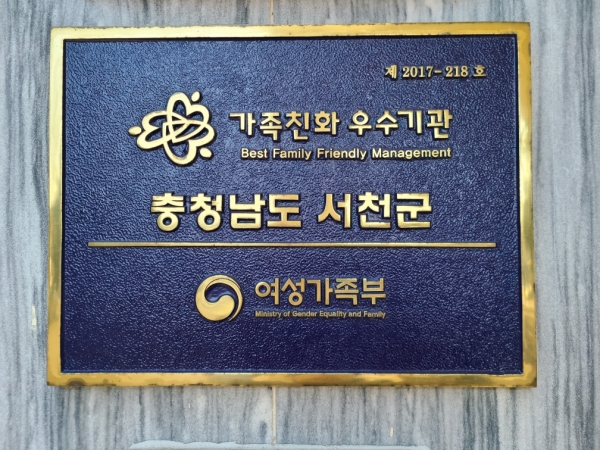 제 2017-218 호
가족친화 우수기관
Best Family Friendly Management
충청남도 서천군
여성가족부
Ministry of Gender Equality and Family